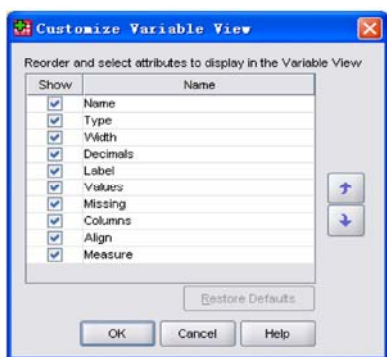 Customize Variable View
Reorder and select attributes to display in the Variable View
Show Name
Name
Type
Width
Decimals
Label
Values
Missing
Columns
Align
Measure
Restore Defaults
OK Cancel Help